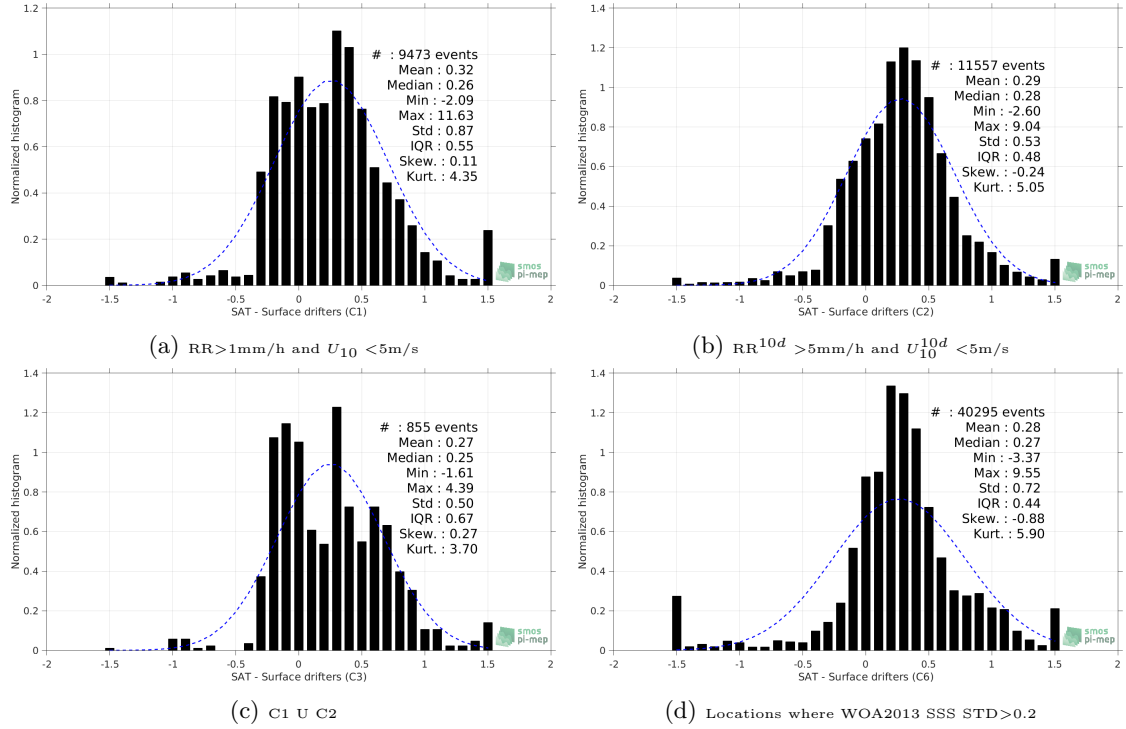 1.2
1
0.8
0.6
0.4
0.2
0
Normalized histogram
# : 9473 events
Mean : 0.32
Median : 0.26
Min : -2.09
Max : 11.63
Std : 0.87
IQR : 0.55
Skew. : 0.11
Kurt. : 4.35
smos
pi-mep
-2 -1.5 -1 -0.5 0 0.5 1 1.5 2
SAT - Surface drifters (C1)
(a) RR>1mm/h and U10 <5m/s
1.4
1.2
1
0.8
0.6
0.4
0.2
0
Normalized histogram
# : 11557 events
Mean : 0.29
Median : 0.28
Min : -2.60
Max : 9.04
Std : 0.53
IQR : 0.48
Skew. : -0.24
Kurt. : 5.05
smos
pi-mep
-2 -1.5 -1 -0.5 0 0.5 1 1.5 2
SAT - Surface drifters (C2)
(b) RR^10d >5mm/h and U10^10d <5m/s
1.4
1.2
1
0.8
0.6
0.4
0.2
0
Normalized histogram
# : 855 events
Mean : 0.27
Median : 0.25
Min : -1.61
Max : 4.39
Std : 0.50
IQR : 0.67
Skew. : 0.27
Kurt. : 3.70
smos
pi-mep
-2 -1.5 -1 -0.5 0 0.5 1 1.5 2
SAT - Surface drifters (C3)
(c) C1 U C2
1.4
1.2
1
0.8
0.6
0.4
0.2
0
Normalized histogram
# : 40295 events
Mean : 0.28
Median : 0.27
Min : -3.37
Max : 9.55
Std : 0.72
IQR : 0.44
Skew. : -0.88
Kurt. : 5.90
smos
pi-mep
-2 -1.5 -1 -0.5 0 0.5 1 1.5 2
SAT - Surface drifters (C6)
(d) Locations where WOA2013 SSS STD>0.2